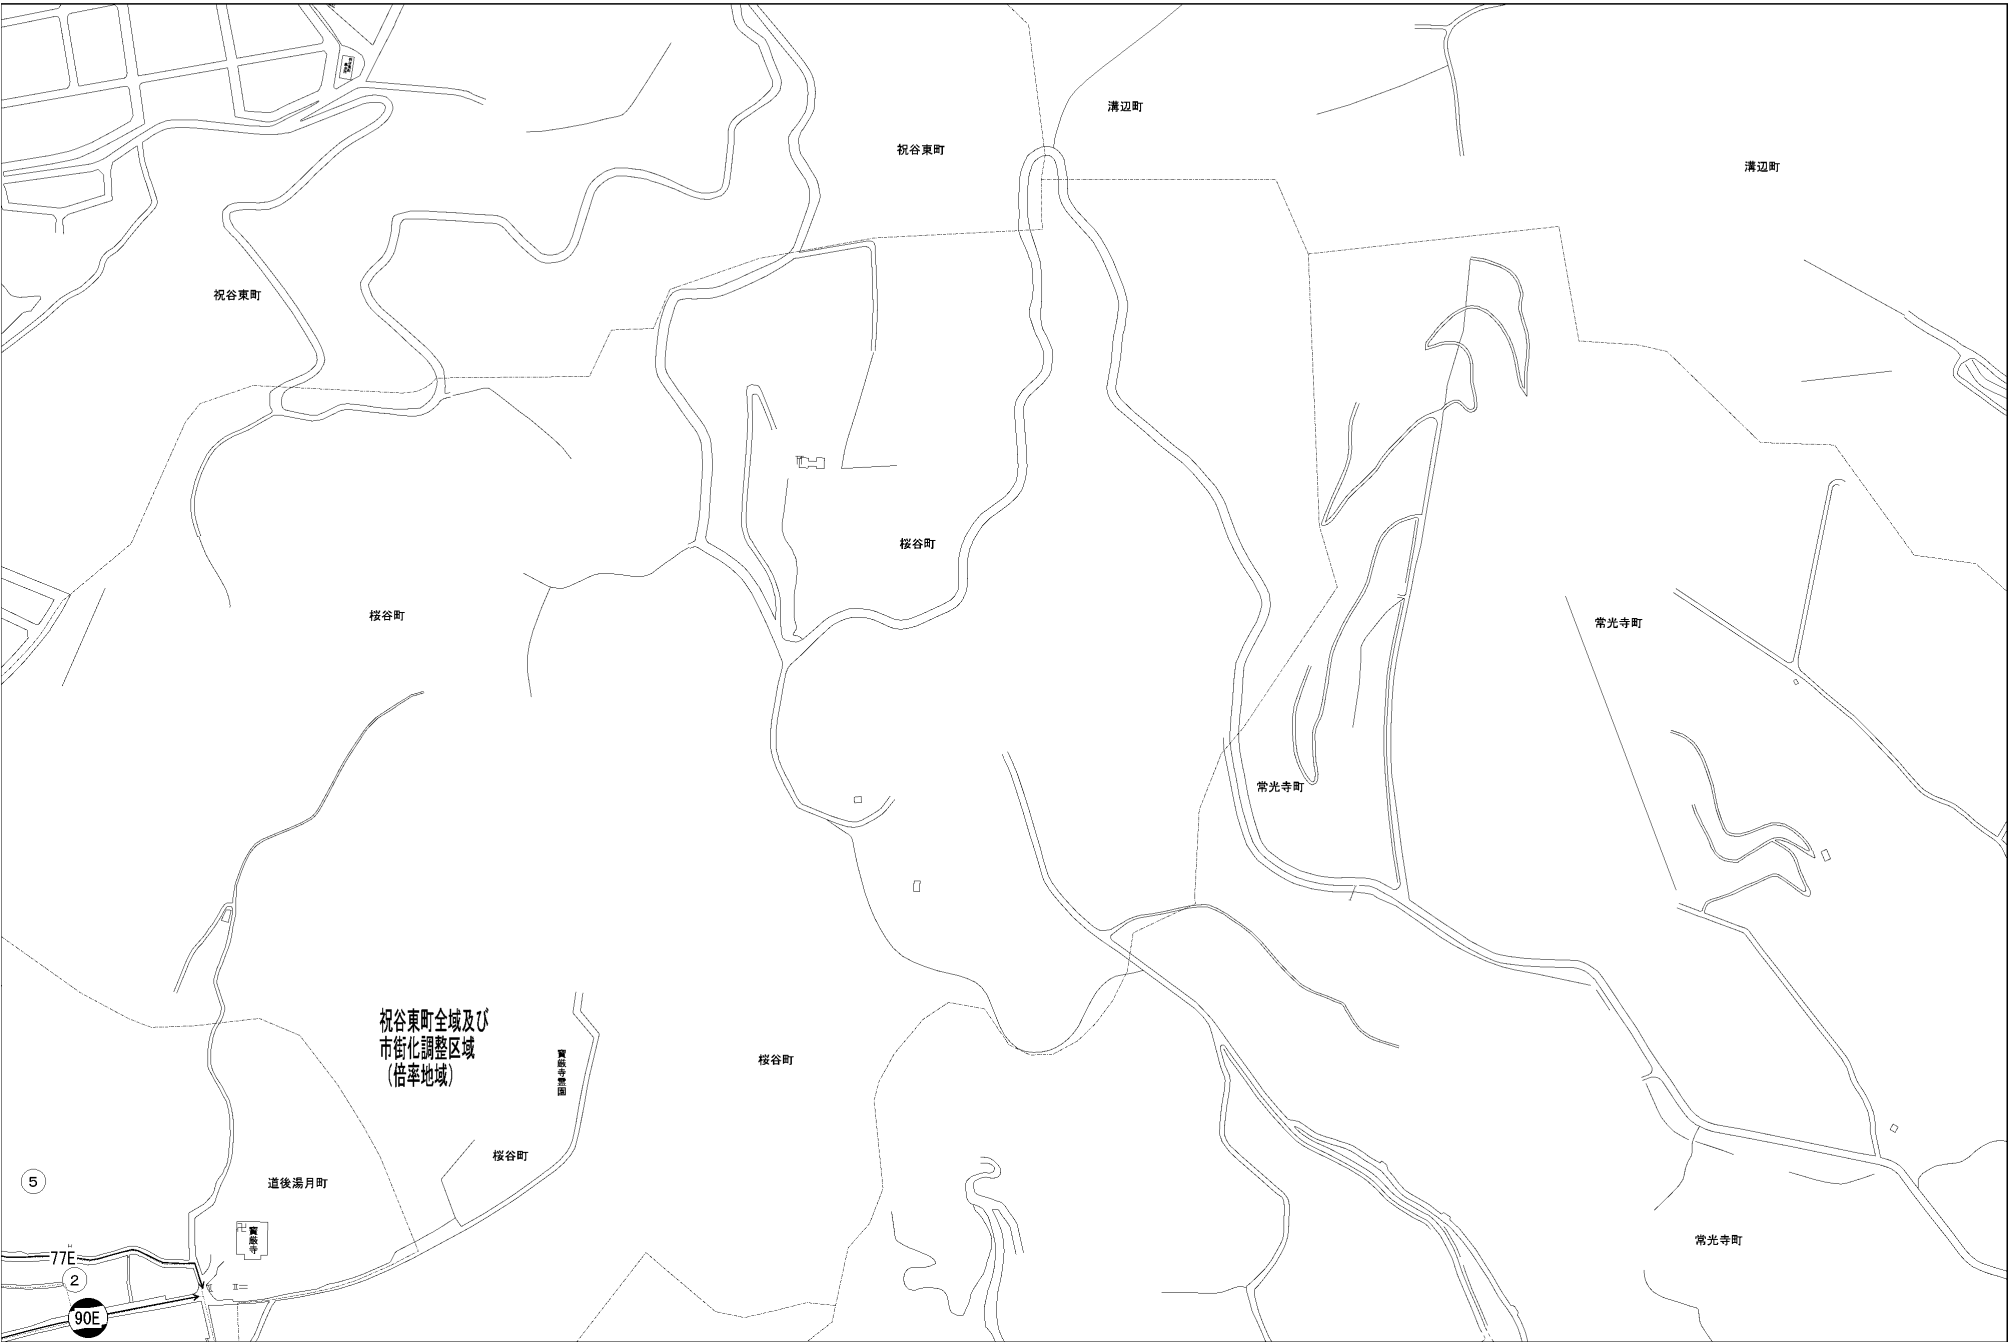 溝辺町
祝谷東町
溝辺町
祝谷東町
桜谷町
桜谷町
常光寺町
常光寺町
祝谷東町全域及び
市街化調整区域
（倍率地域）
寶厳寺霊園
桜谷町
桜谷町
5
道後湯月町
寶厳寺
常光寺町
77E
2
90E